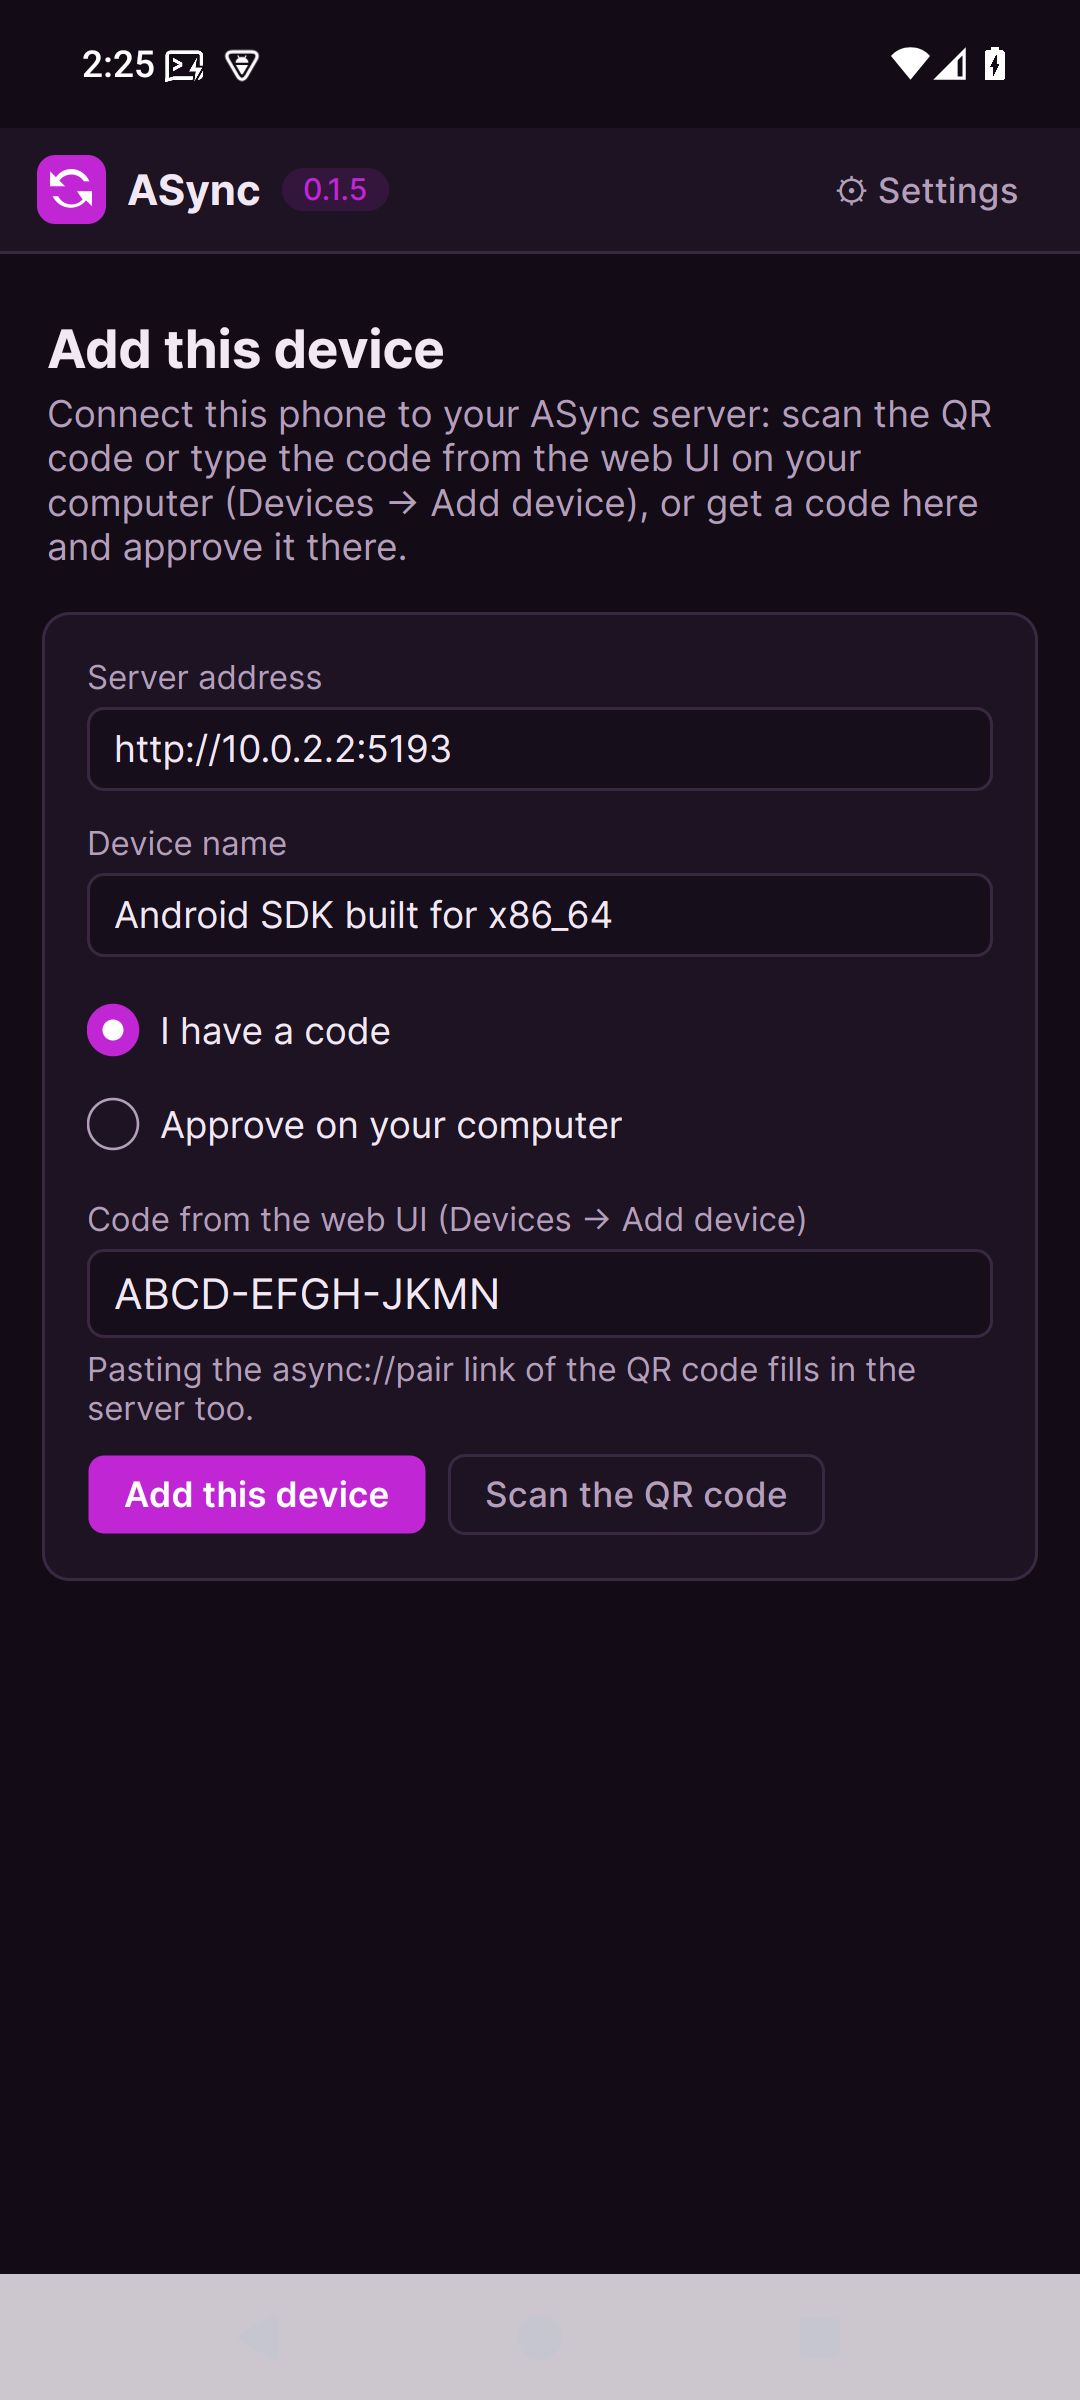 2:25
ASync 0.1.5 Settings
Add this device
Connect this phone to your ASync server: scan the QR
code or type the code from the web UI on your
computer (Devices → Add device), or get a code here
and approve it there.
Server address
http://10.0.2.2:5193
Device name
Android SDK built for x86_64
I have a code
Approve on your computer
Code from the web UI (Devices → Add device)
ABCD-EFGH-JKMN
Pasting the async://pair link of the QR code fills in the
server too.
Add this device Scan the QR code